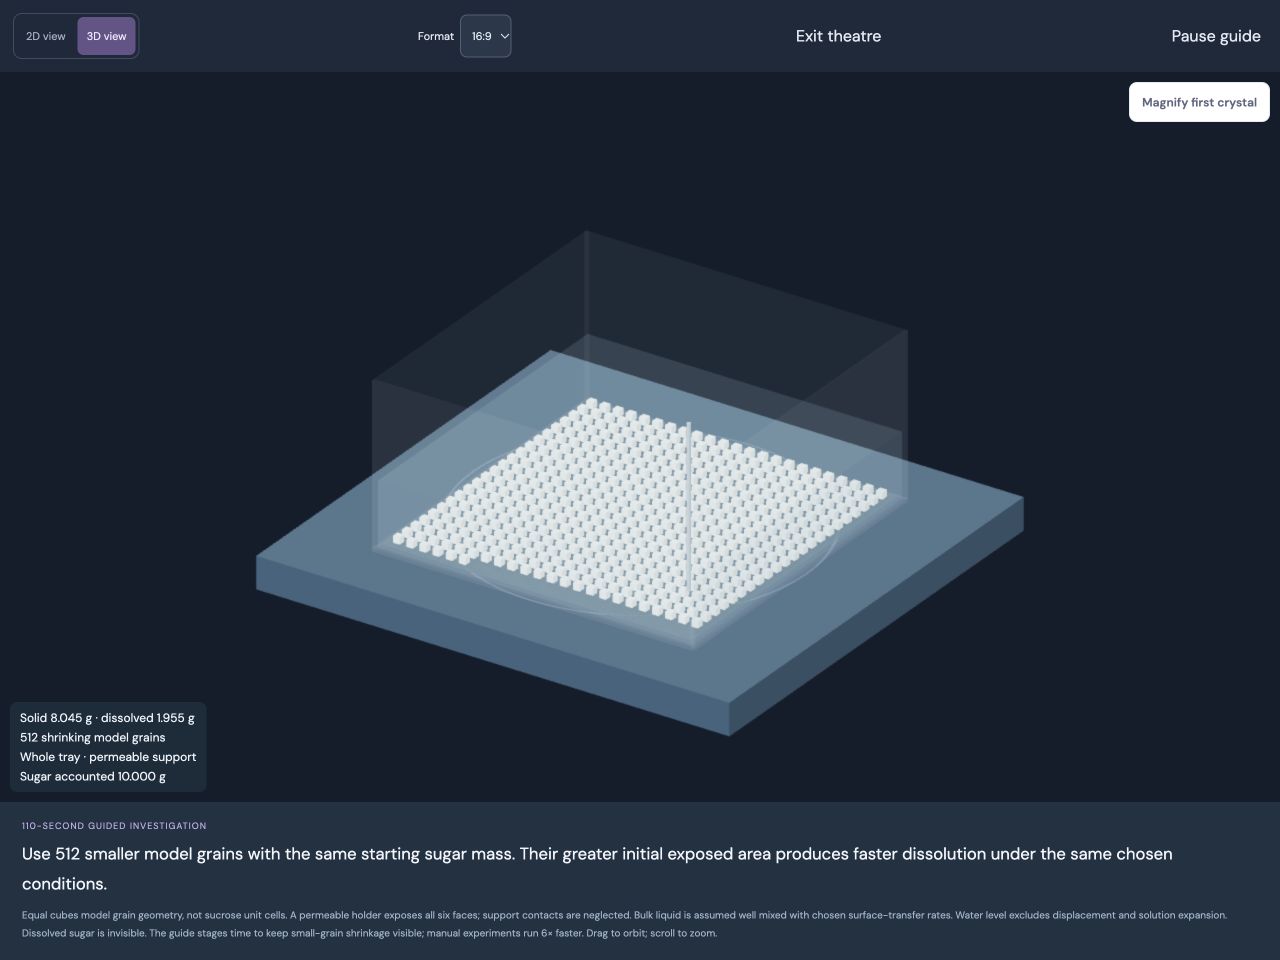 2D view
3D view
Format
16:9
Exit theatre
Pause guide
Magnify first crystal
Solid 8.045 g · dissolved 1.955 g
512 shrinking model grains
Whole tray · permeable support
Sugar accounted 10.000 g
110-SECOND GUIDED INVESTIGATION
Use 512 smaller model grains with the same starting sugar mass. Their greater initial exposed area produces faster dissolution under the same chosen
conditions.
Equal cubes model grain geometry, not sucrose unit cells. A permeable holder exposes all six faces; support contacts are neglected. Bulk liquid is assumed well mixed with chosen surface-transfer rates. Water level excludes displacement and solution expansion.
Dissolved sugar is invisible. The guide stages time to keep small-grain shrinkage visible; manual experiments run 6× faster. Drag to orbit; scroll to zoom.